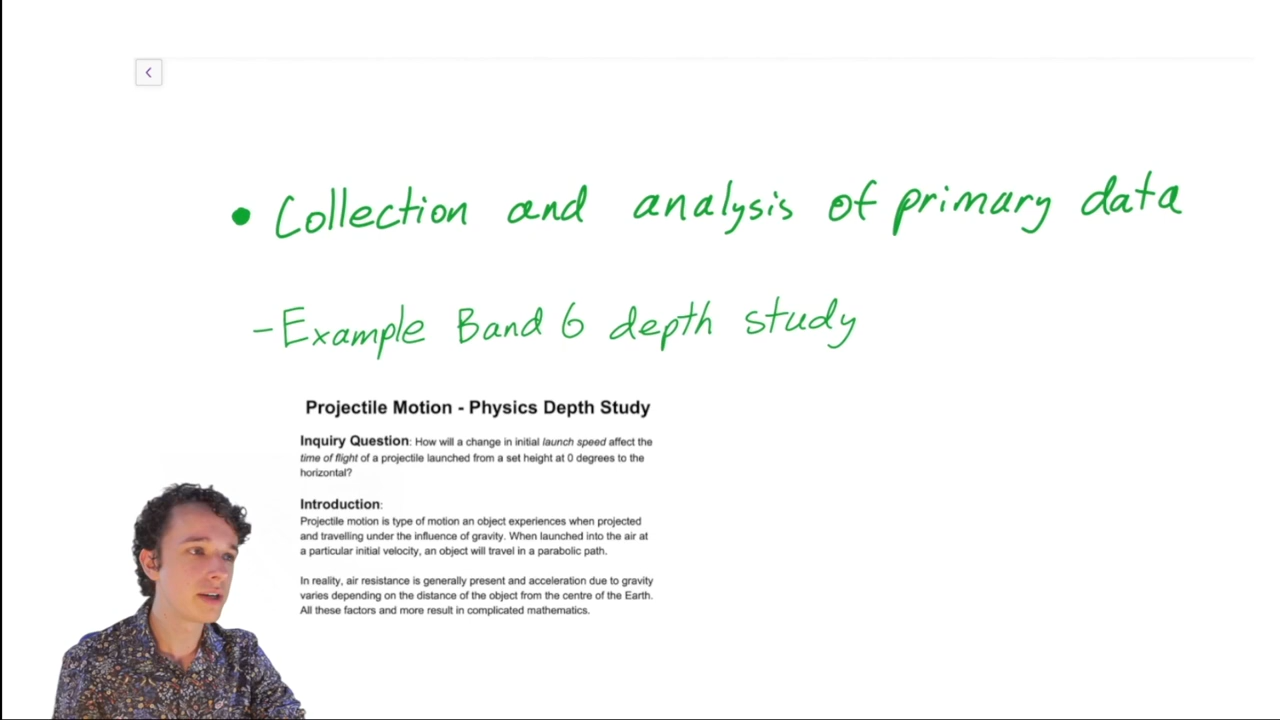 • Collection and analysis of primary data
- Example Band 6 depth study
Projectile Motion - Physics Depth Study
Inquiry Question: How will a change in initial launch speed affect the
time of flight of a projectile launched from a set height at 0 degrees to the
horizontal?
Introduction:
Projectile motion is type of motion an object experiences when projected
and travelling under the influence of gravity. When launched into the air at
a particular initial velocity, an object will travel in a parabolic path.
In reality, air resistance is generally present and acceleration due to gravity
varies depending on the distance of the object from the centre of the Earth.
All these factors and more result in complicated mathematics.